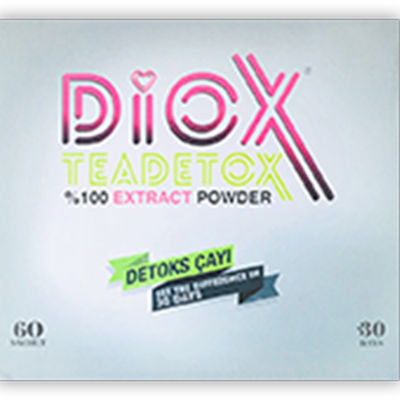 DiOX
TEADETOX
%100 EXTRACT POWDER
DETOKS ÇAYI
SEE THE DIFFERENCE IN
30 DAYS
60
SACHET
30
DAYS